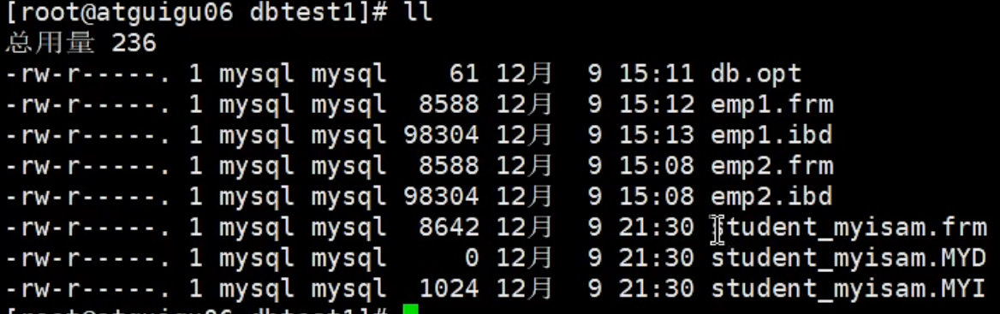 [root@atguigu06 dbtest1]# ll
总用量 236
-rw-r-----. 1 mysql mysql    61 12月  9 15:11 db.opt
-rw-r-----. 1 mysql mysql  8588 12月  9 15:12 emp1.frm
-rw-r-----. 1 mysql mysql 98304 12月  9 15:13 emp1.ibd
-rw-r-----. 1 mysql mysql  8588 12月  9 15:08 emp2.frm
-rw-r-----. 1 mysql mysql 98304 12月  9 15:08 emp2.ibd
-rw-r-----. 1 mysql mysql  8642 12月  9 21:30 student_myisam.frm
-rw-r-----. 1 mysql mysql     0 12月  9 21:30 student_myisam.MYD
-rw-r-----. 1 mysql mysql  1024 12月  9 21:30 student_myisam.MYI
[root@atguigu06 dbtest1]#